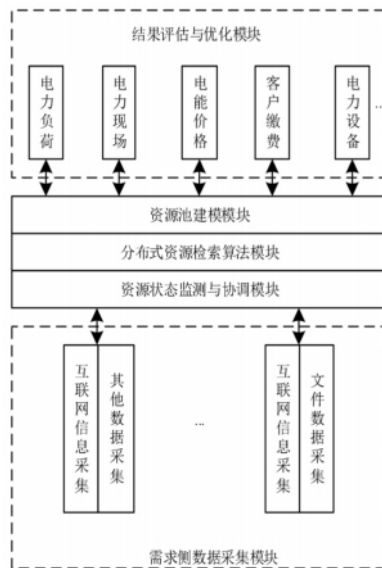 结果评估与优化模块
电力负荷
电力现场
电能价格
客户缴费
电力设备
...
资源池建模模块
分布式资源检索算法模块
资源状态监测与协调模块
互联网信息采集
其他数据采集
...
互联网信息采集
文件数据采集
需求侧数据采集模块